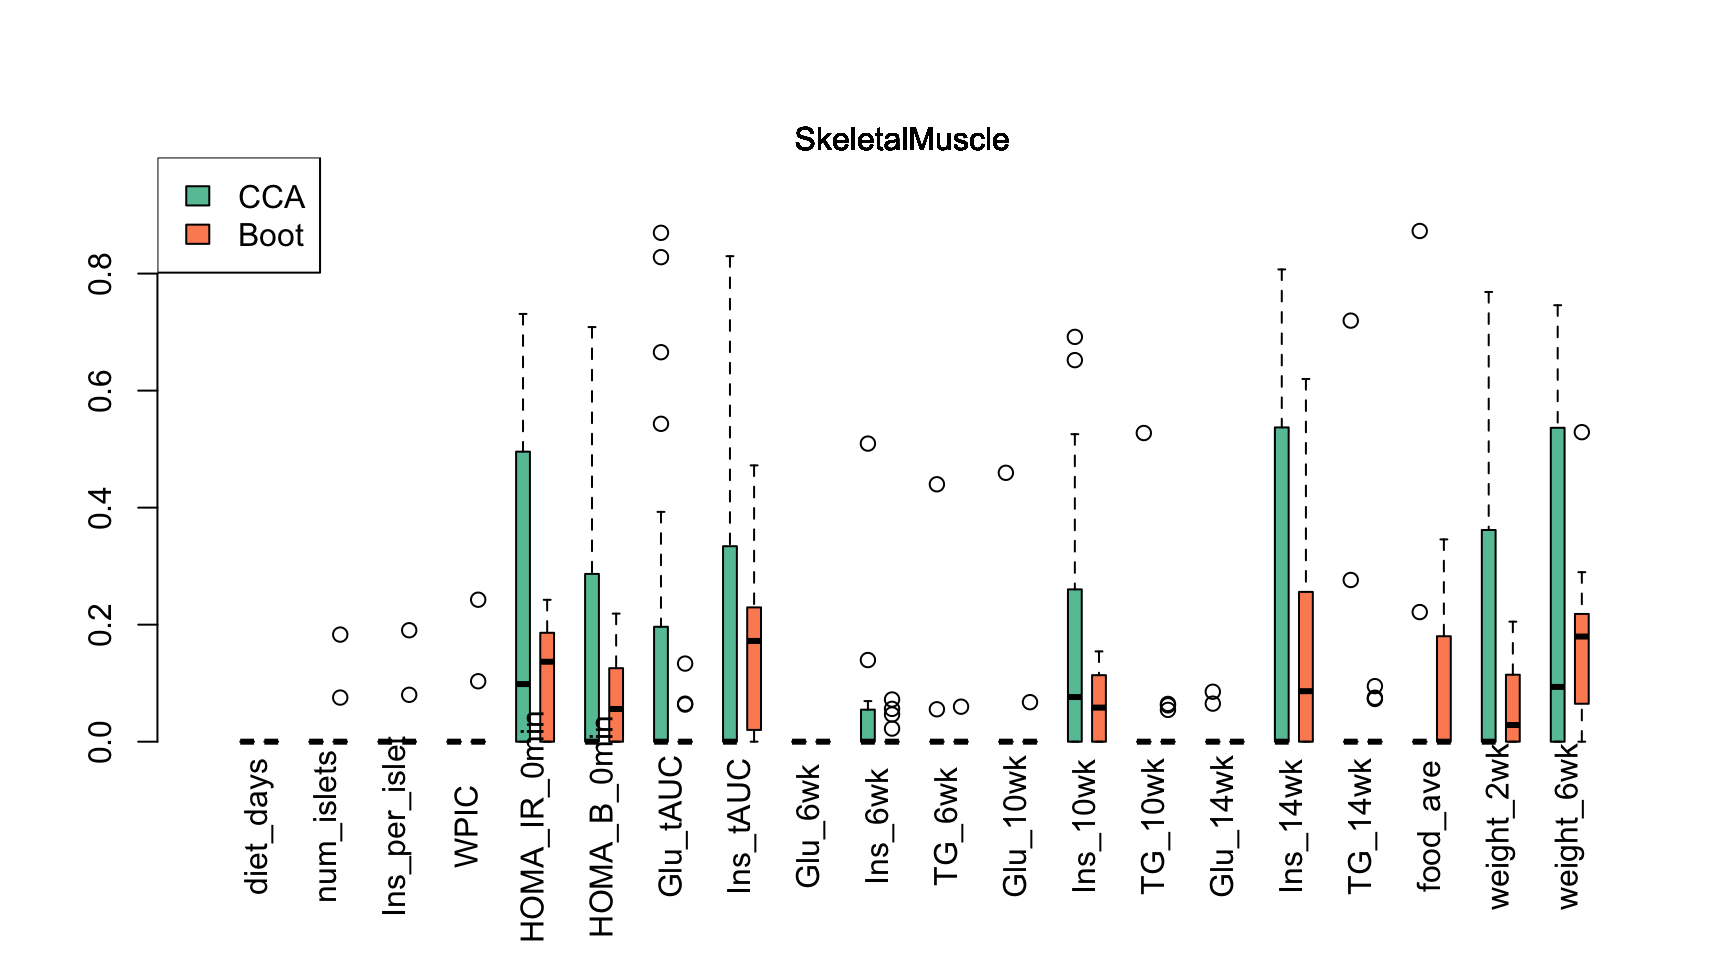 SkeletalMuscle
CCA
Boot
0.8
0.6
0.4
0.2
0.0
diet_days
num_islets
Ins_per_islet
WPIC
HOMA_IR_0min
HOMA_B_0min
Glu_tAUC
Ins_tAUC
Glu_6wk
Ins_6wk
TG_6wk
Glu_10wk
Ins_10wk
TG_10wk
Glu_14wk
Ins_14wk
TG_14wk
food_ave
weight_2wk
weight_6wk